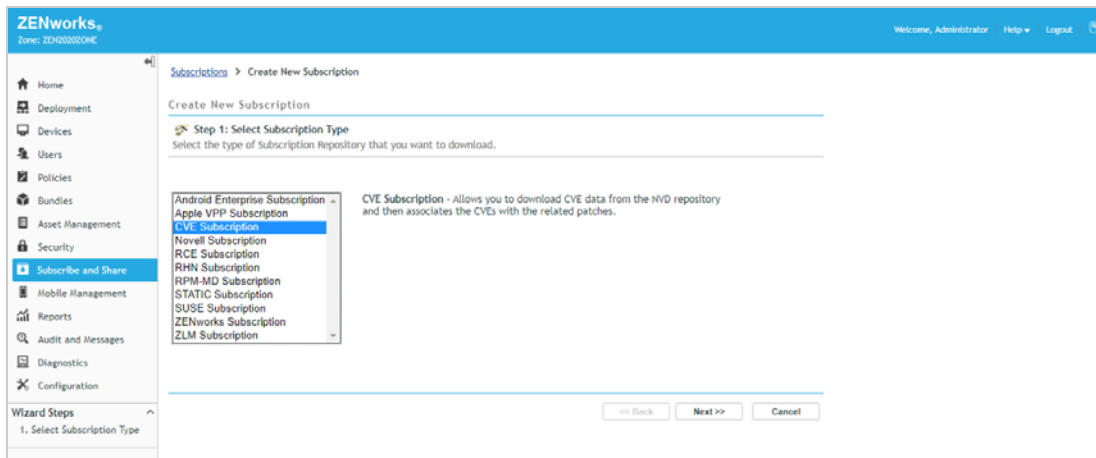 ZENworks®
Zone: ZEN2020ZONE
Welcome, Administrator Help Logout
Subscriptions > Create New Subscription
Home
Deployment
Devices
Users
Policies
Bundles
Asset Management
Security
Subscribe and Share
Mobile Management
Reports
Audit and Messages
Diagnostics
Configuration
Wizard Steps
1. Select Subscription Type
Create New Subscription
Step 1: Select Subscription Type
Select the type of Subscription Repository that you want to download.
Android Enterprise Subscription
Apple VPP Subscription
CVE Subscription
Novell Subscription
RCE Subscription
RHN Subscription
RPM-MD Subscription
STATIC Subscription
SUSE Subscription
ZENworks Subscription
ZLM Subscription
CVE Subscription - Allows you to download CVE data from the NVD repository
and then associates the CVEs with the related patches.
<< Back Next >> Cancel